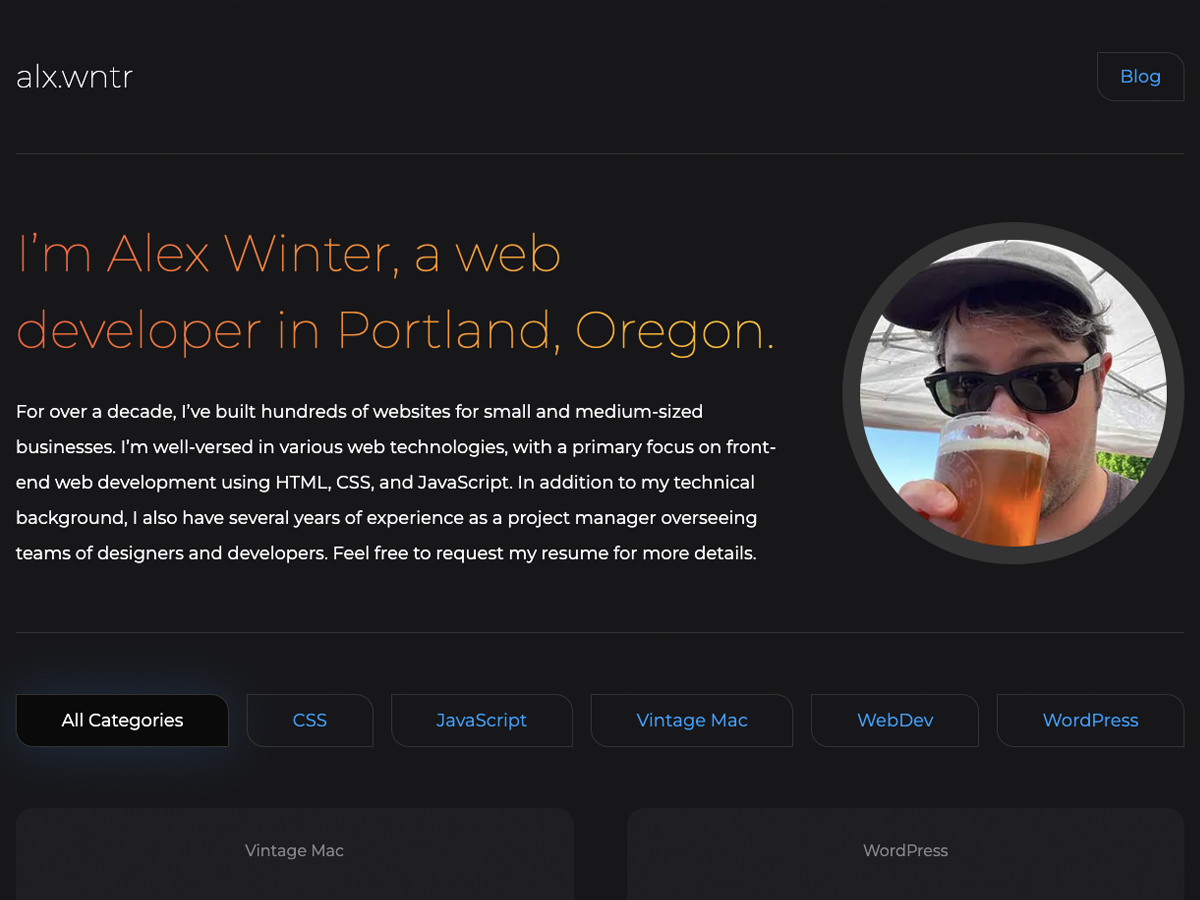 alx.wntr
Blog
I’m Alex Winter, a web
developer in Portland, Oregon.
For over a decade, I’ve built hundreds of websites for small and medium-sized
businesses. I’m well-versed in various web technologies, with a primary focus on front-
end web development using HTML, CSS, and JavaScript. In addition to my technical
background, I also have several years of experience as a project manager overseeing
teams of designers and developers. Feel free to request my resume for more details.
All Categories
CSS
JavaScript
Vintage Mac
WebDev
WordPress
Vintage Mac
WordPress